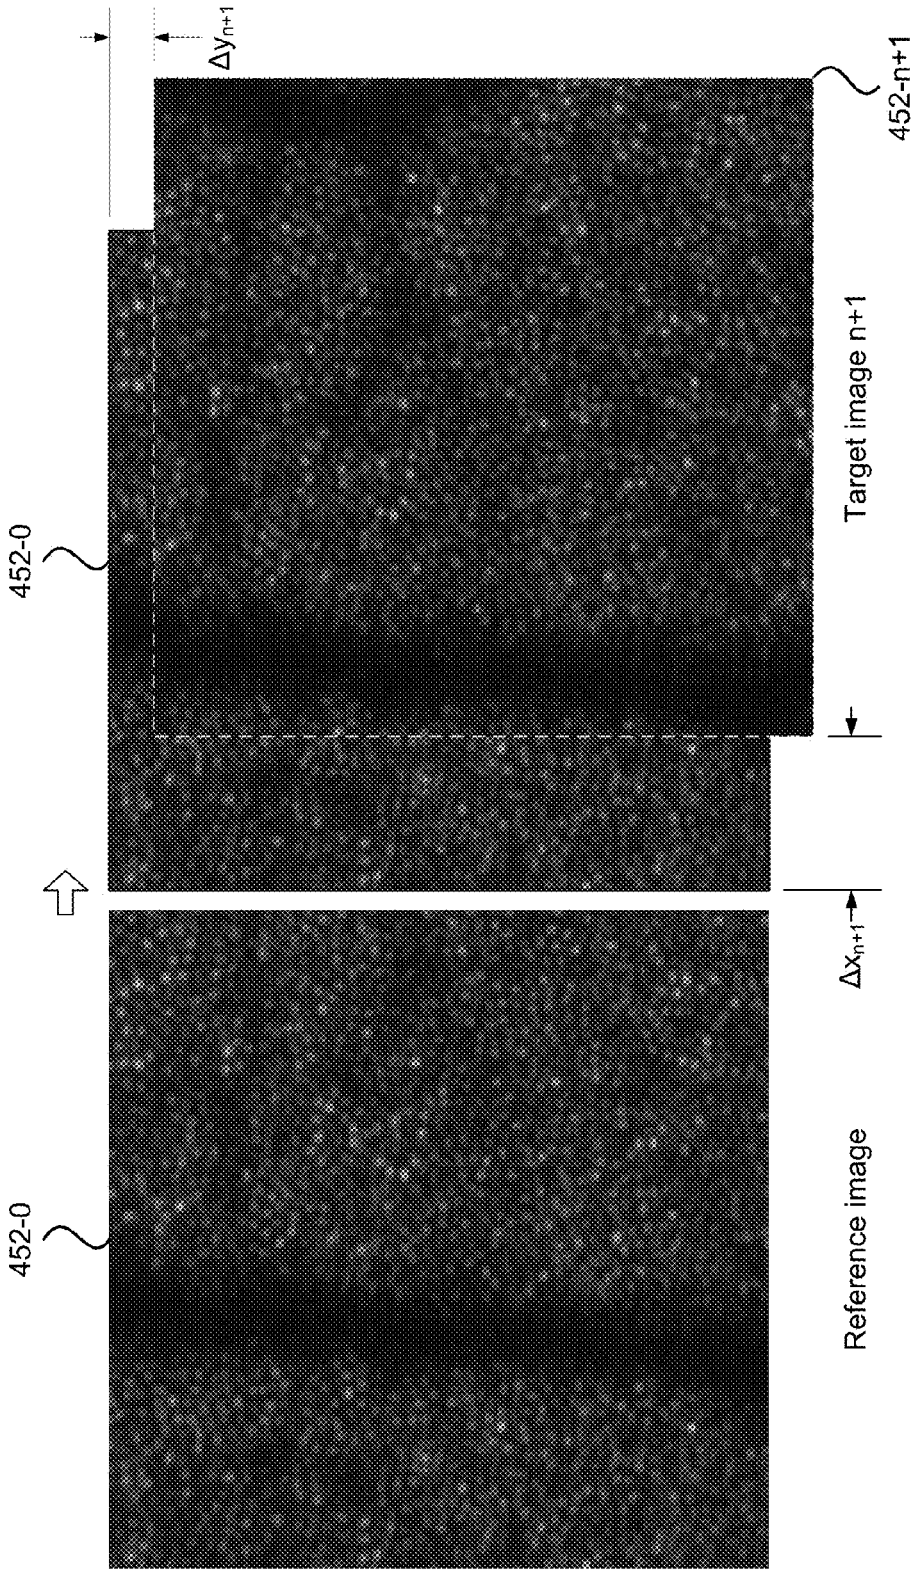 452-0
Reference image
452-0
Δxₙ₊₁
Target image n+1
Δyₙ₊₁
452-n+1